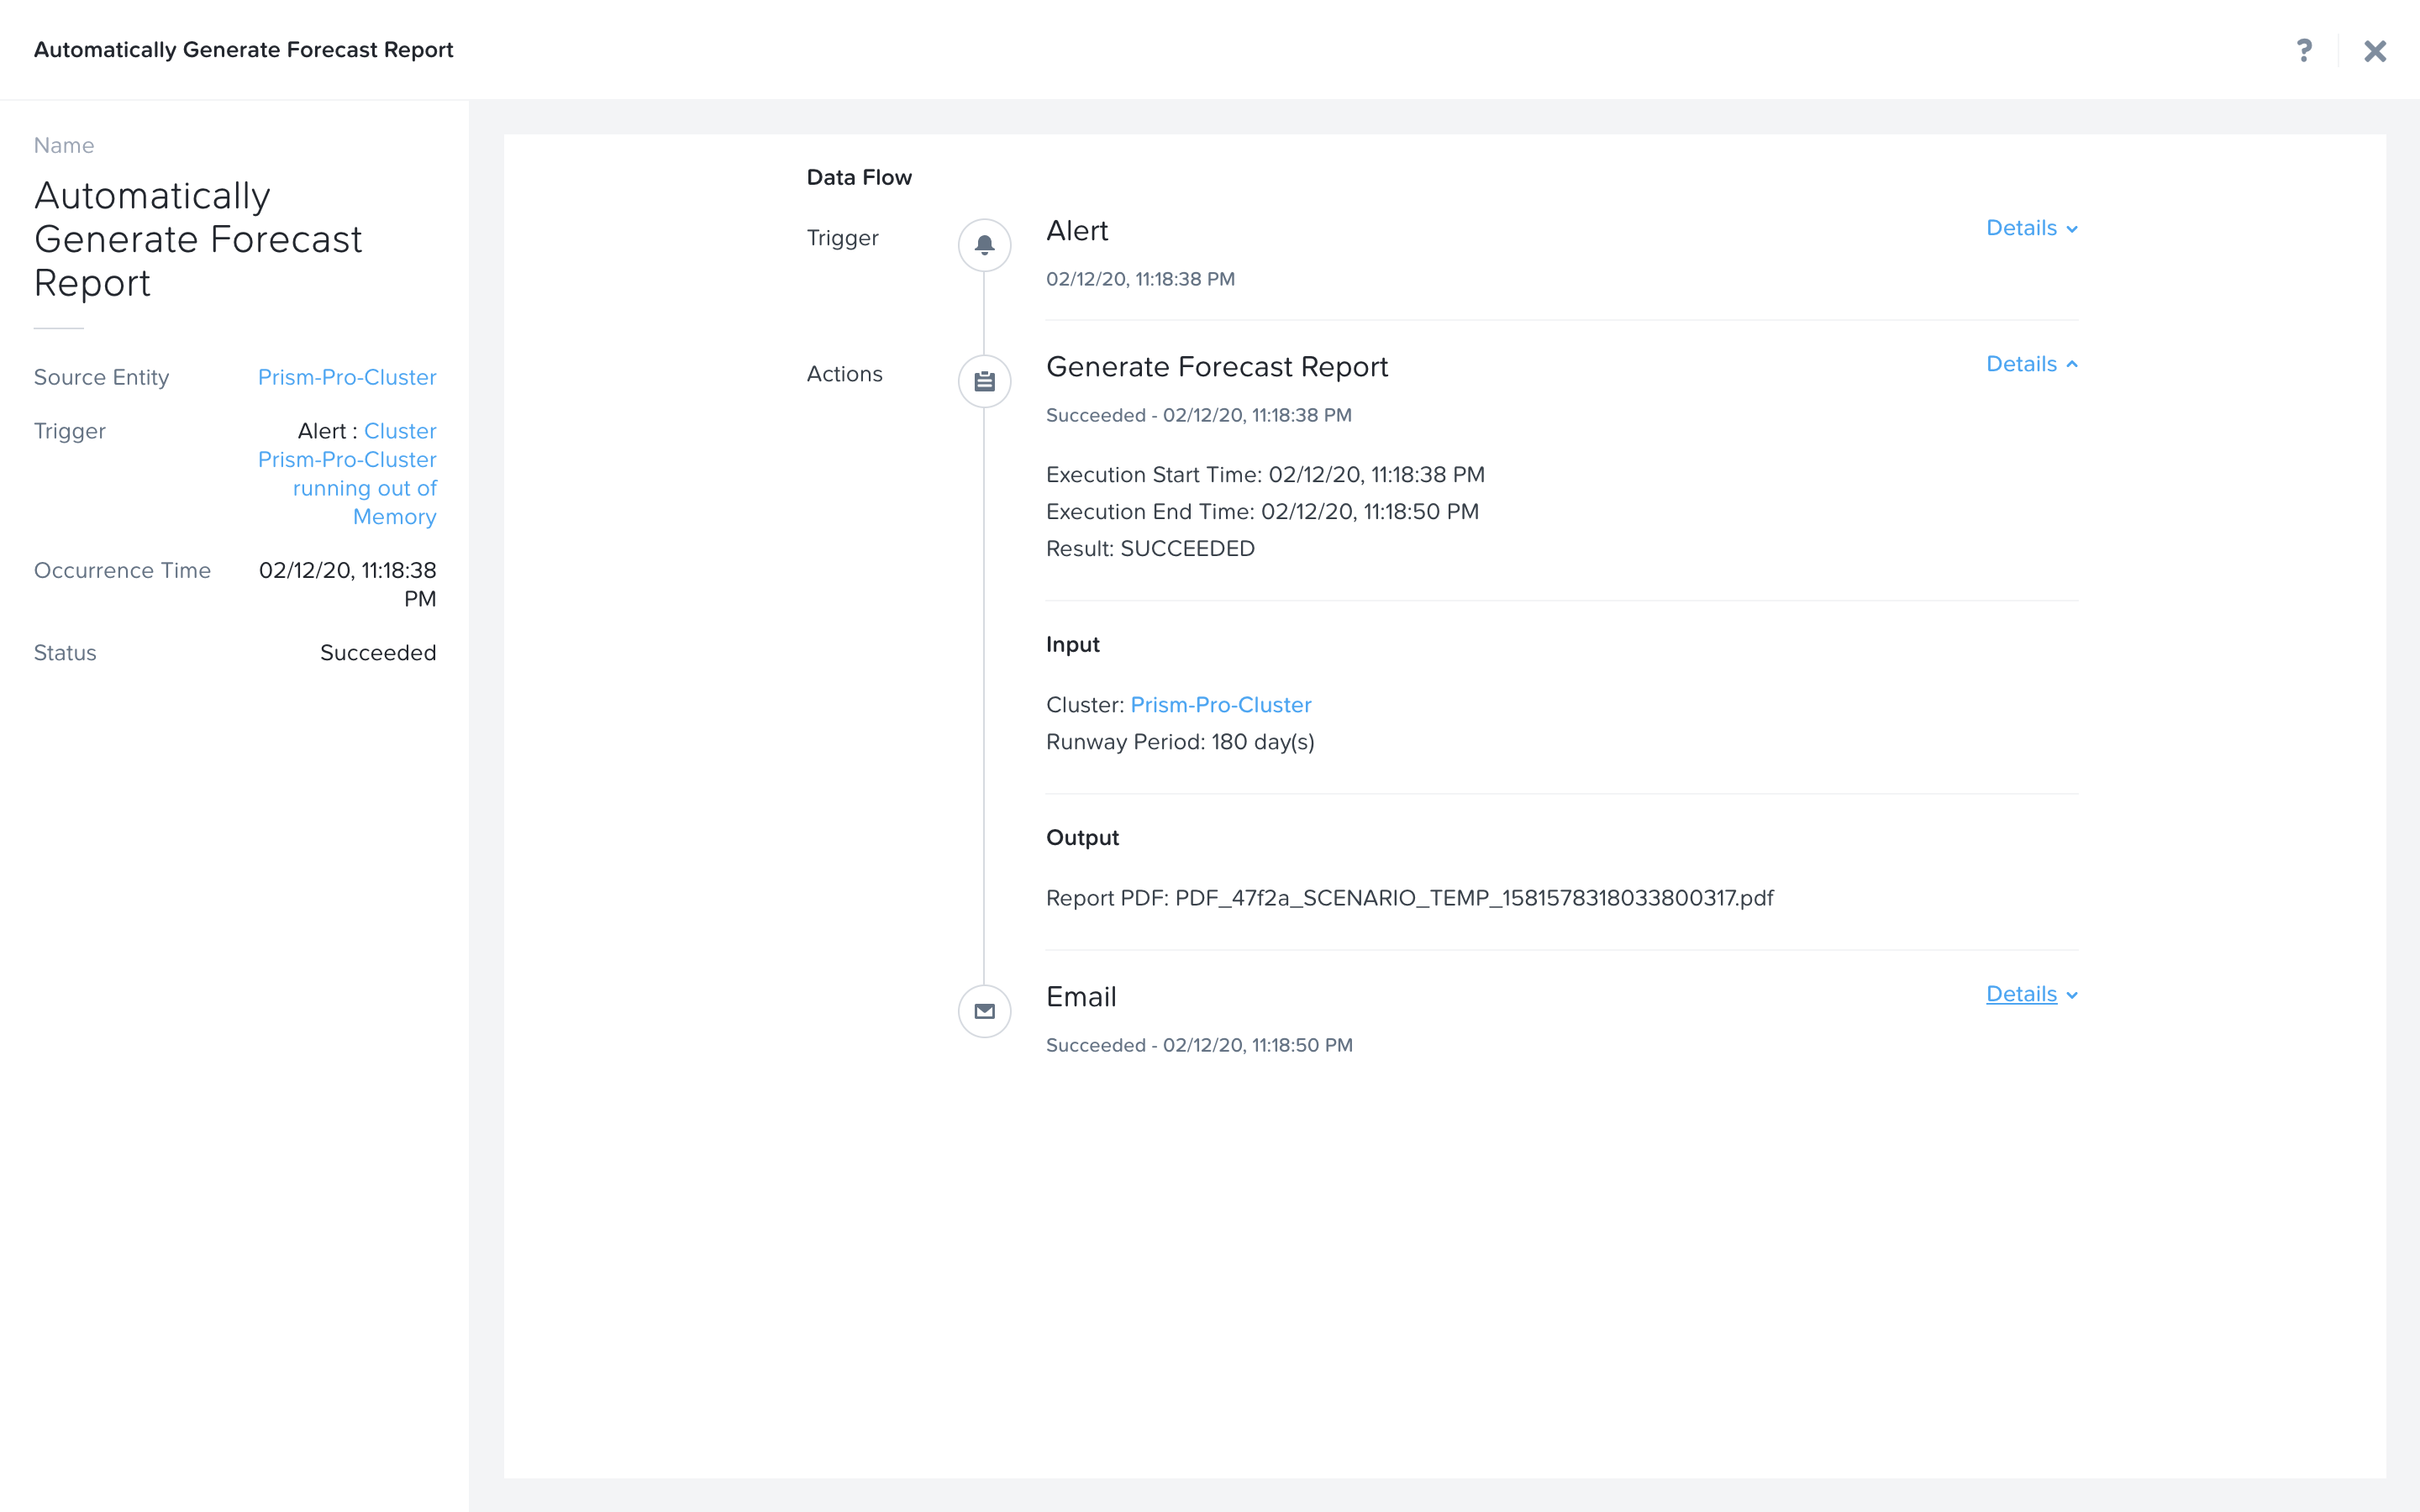 Automatically Generate Forecast Report
?
Name
Automatically
Generate Forecast
Report
Source Entity Prism-Pro-Cluster
Trigger Alert : Cluster
Prism-Pro-Cluster
running out of
Memory
Occurrence Time 02/12/20, 11:18:38
PM
Status Succeeded
Data Flow
Trigger Alert Details
02/12/20, 11:18:38 PM
Actions Generate Forecast Report Details
Succeeded - 02/12/20, 11:18:38 PM
Execution Start Time: 02/12/20, 11:18:38 PM
Execution End Time: 02/12/20, 11:18:50 PM
Result: SUCCEEDED
Input
Cluster: Prism-Pro-Cluster
Runway Period: 180 day(s)
Output
Report PDF: PDF_47f2a_SCENARIO_TEMP_1581578318033800317.pdf
Email Details
Succeeded - 02/12/20, 11:18:50 PM